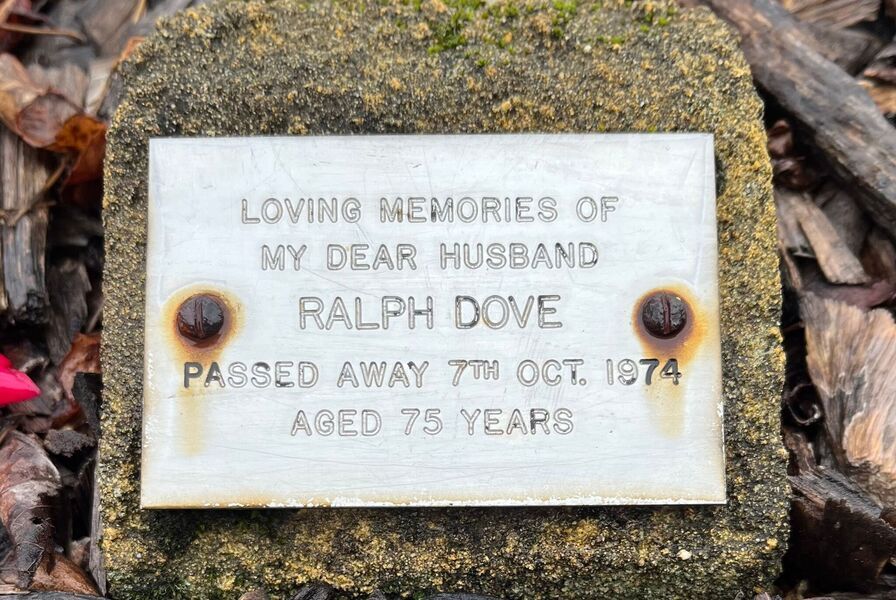 LOVING MEMORIES OF
MY DEAR HUSBAND
RALPH DOVE
PASSED AWAY 7TH OCT. 1974
AGED 75 YEARS